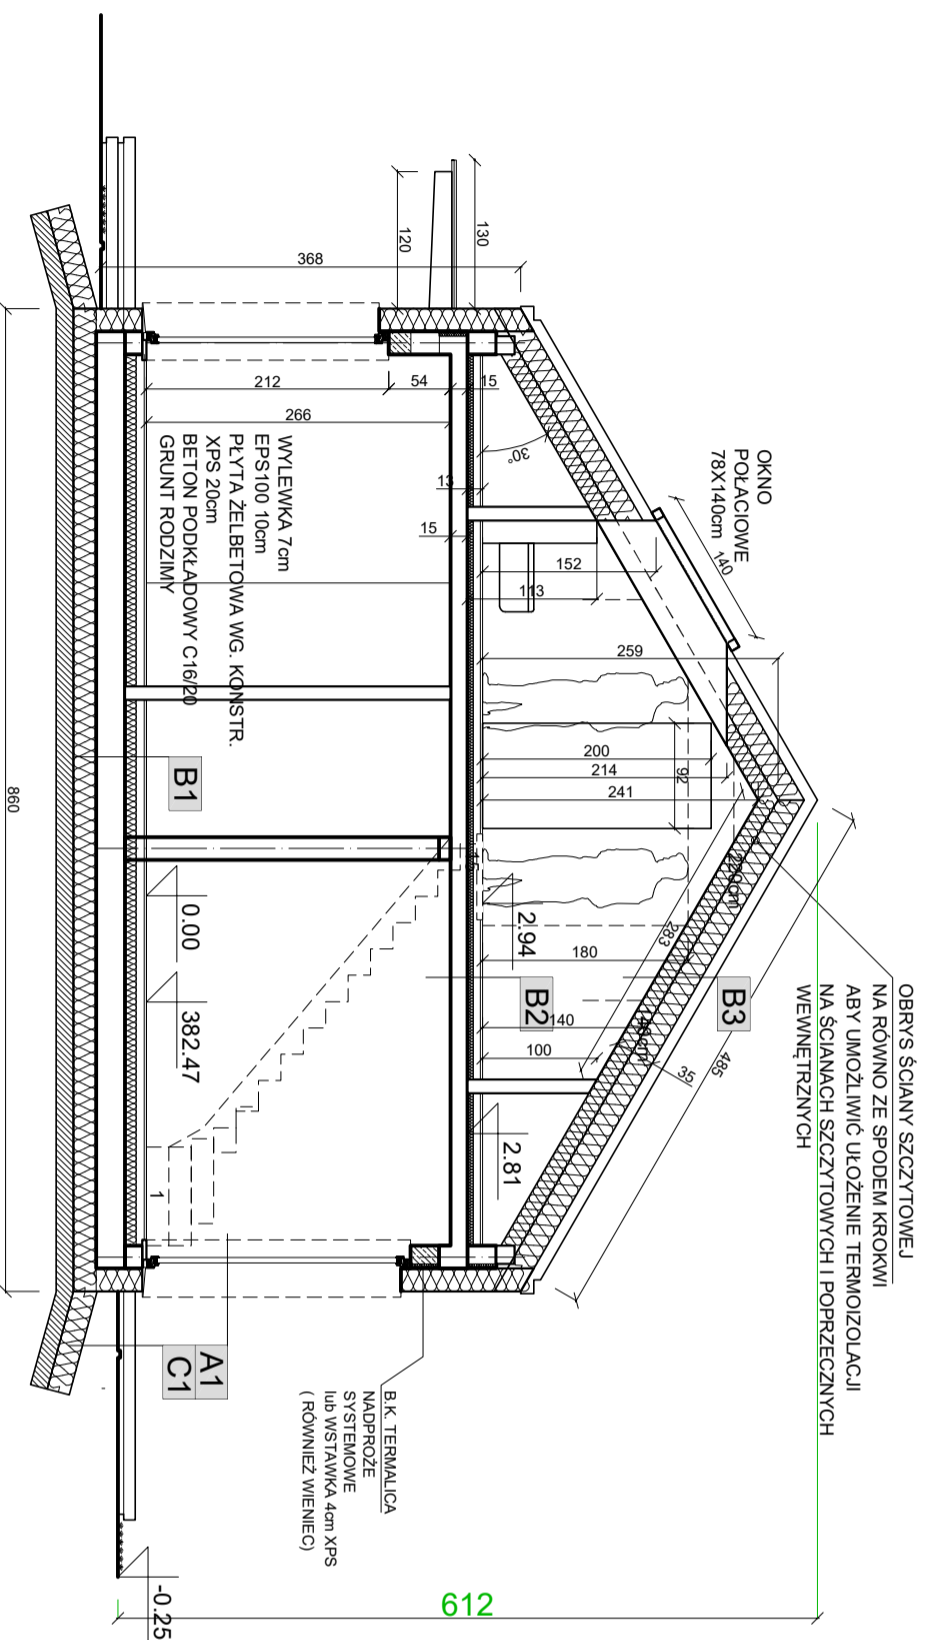 OBRYS ŚCIANY SZCZYTOWEJ
NA RÓWNO ZE SPODEM KROKWI
ABY UMOŻLIWIĆ UŁOŻENIE TERMOIZOLACJI
NA ŚCIANACH SZCZYTOWYCH I POPRZECZNYCH
WEWNĘTRZNYCH
OKNO
POŁACIOWE
78X140cm
140
485
35
B3
283
220cm
259
241
214
200
92
180
140
100
152
113
30°
13
15
15
130
120
368
212
54
266
2.94
B2
2.81
WYLEWKA 7cm
EPS100 10cm
PŁYTA ŻELBETOWA WG. KONSTR.
XPS 20cm
BETON PODKŁADOWY C16/20
GRUNT RODZIMY
B1
0.00
382.47
1
A1
C1
B.K. TERMALICA
NADPROŻE
SYSTEMOWE
lub WSTAWKA 4cm XPS
( RÓWNIEŻ WIENIEC)
-0.25
612
860